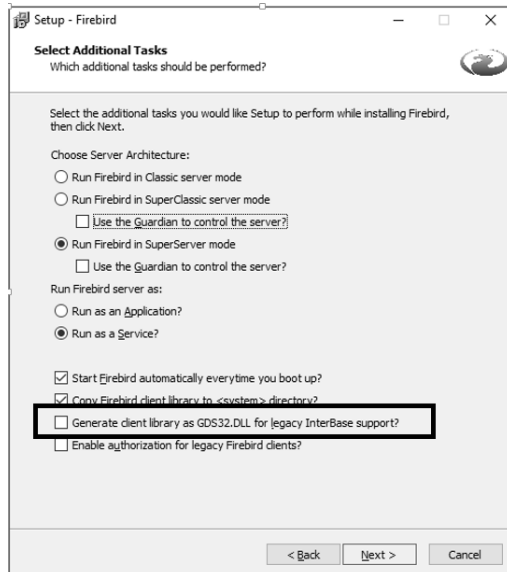 Setup - Firebird
Select Additional Tasks
Which additional tasks should be performed?
Select the additional tasks you would like Setup to perform while installing Firebird,
then click Next.
Choose Server Architecture:
Run Firebird in Classic server mode
Run Firebird in SuperClassic server mode
Use the Guardian to control the server?
Run Firebird in SuperServer mode
Use the Guardian to control the server?
Run Firebird server as:
Run as an Application?
Run as a Service?
Start Firebird automatically everytime you boot up?
Copy Firebird client library to <system> directory?
Generate client library as GDS32.DLL for legacy InterBase support?
Enable authorization for legacy Firebird clients?
< Back Next > Cancel